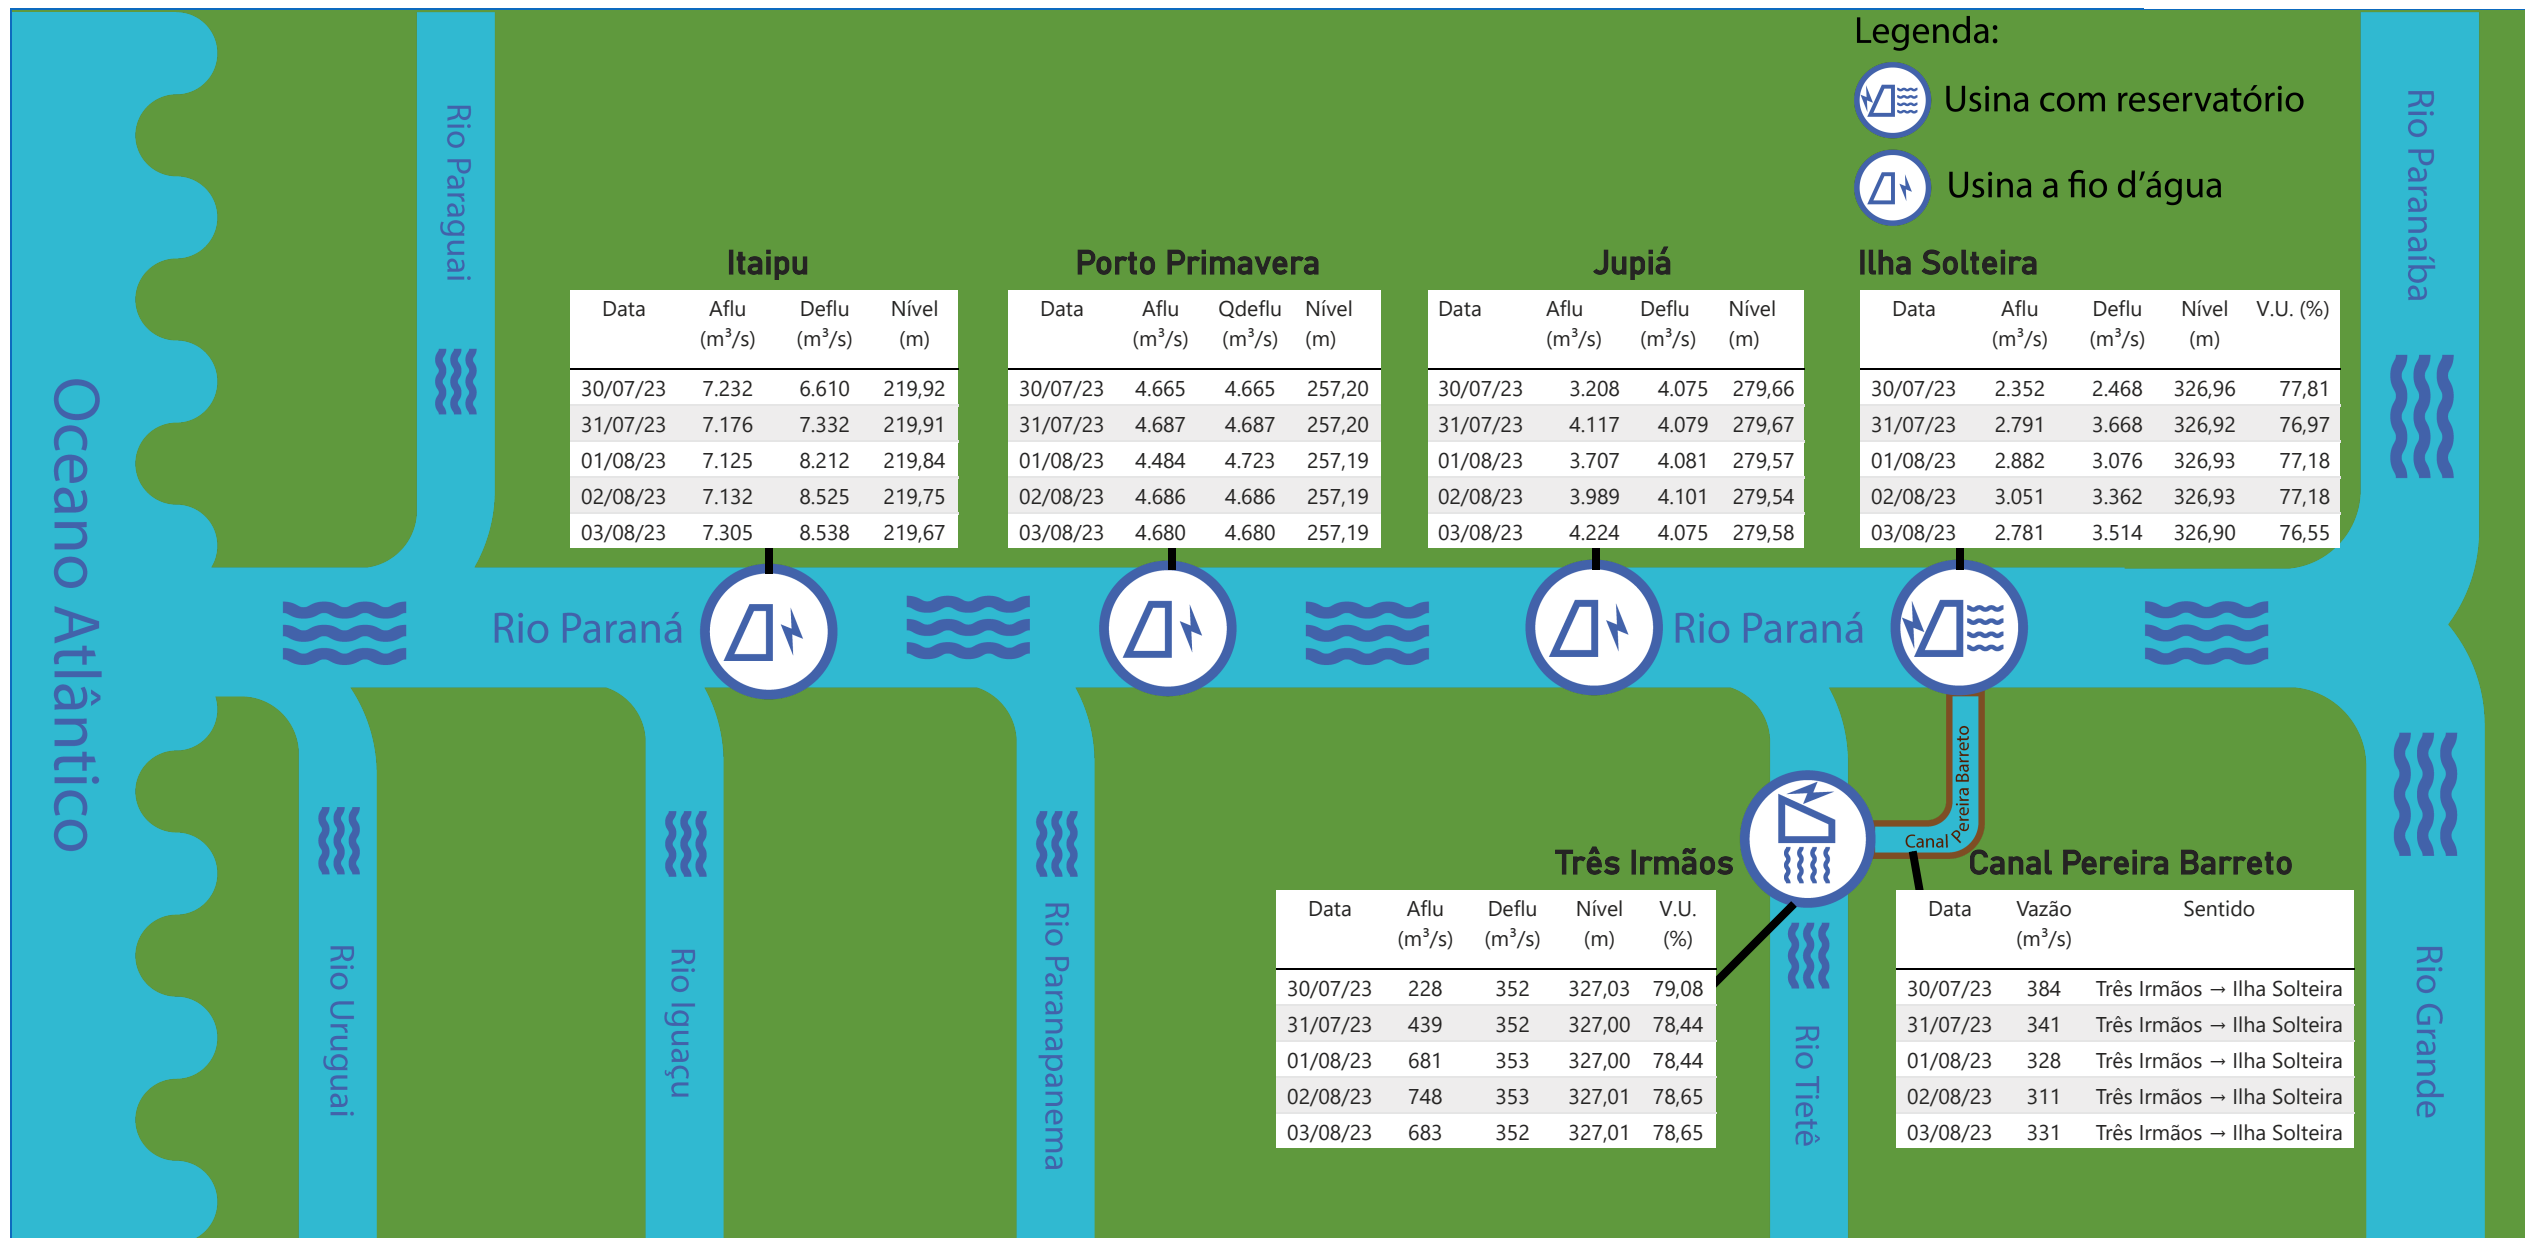 Legenda:
Usina com reservatório
Usina a fio d'água
Rio Paraguai
Rio Paranaíba
Oceano Atlântico
Itaipu
Data Aflu Deflu Nível
(m³/s) (m³/s) (m)
30/07/23 7.232 6.610 219,92
31/07/23 7.176 7.332 219,91
01/08/23 7.125 8.212 219,84
02/08/23 7.132 8.525 219,75
03/08/23 7.305 8.538 219,67
Porto Primavera
Data Aflu Qdeflu Nível
(m³/s) (m³/s) (m)
30/07/23 4.665 4.665 257,20
31/07/23 4.687 4.687 257,20
01/08/23 4.484 4.723 257,19
02/08/23 4.686 4.686 257,19
03/08/23 4.680 4.680 257,19
Jupiá
Data Aflu Deflu Nível
(m³/s) (m³/s) (m)
30/07/23 3.208 4.075 279,66
31/07/23 4.117 4.079 279,67
01/08/23 3.707 4.081 279,57
02/08/23 3.989 4.101 279,54
03/08/23 4.224 4.075 279,58
Ilha Solteira
Data Aflu Deflu Nível V.U. (%)
(m³/s) (m³/s) (m)
30/07/23 2.352 2.468 326,96 77,81
31/07/23 2.791 3.668 326,92 76,97
01/08/23 2.882 3.076 326,93 77,18
02/08/23 3.051 3.362 326,93 77,18
03/08/23 2.781 3.514 326,90 76,55
Rio Paraná
Rio Paraná
Canal Pereira Barreto
Três Irmãos
Data Aflu Deflu Nível V.U.
(m³/s) (m³/s) (m) (%)
30/07/23 228 352 327,03 79,08
31/07/23 439 352 327,00 78,44
01/08/23 681 353 327,00 78,44
02/08/23 748 353 327,01 78,65
03/08/23 683 352 327,01 78,65
Canal Pereira Barreto
Data Vazão Sentido
(m³/s)
30/07/23 384 Três Irmãos → Ilha Solteira
31/07/23 341 Três Irmãos → Ilha Solteira
01/08/23 328 Três Irmãos → Ilha Solteira
02/08/23 311 Três Irmãos → Ilha Solteira
03/08/23 331 Três Irmãos → Ilha Solteira
Rio Uruguai
Rio Iguaçu
Rio Paranapanema
Rio Tietê
Rio Grande